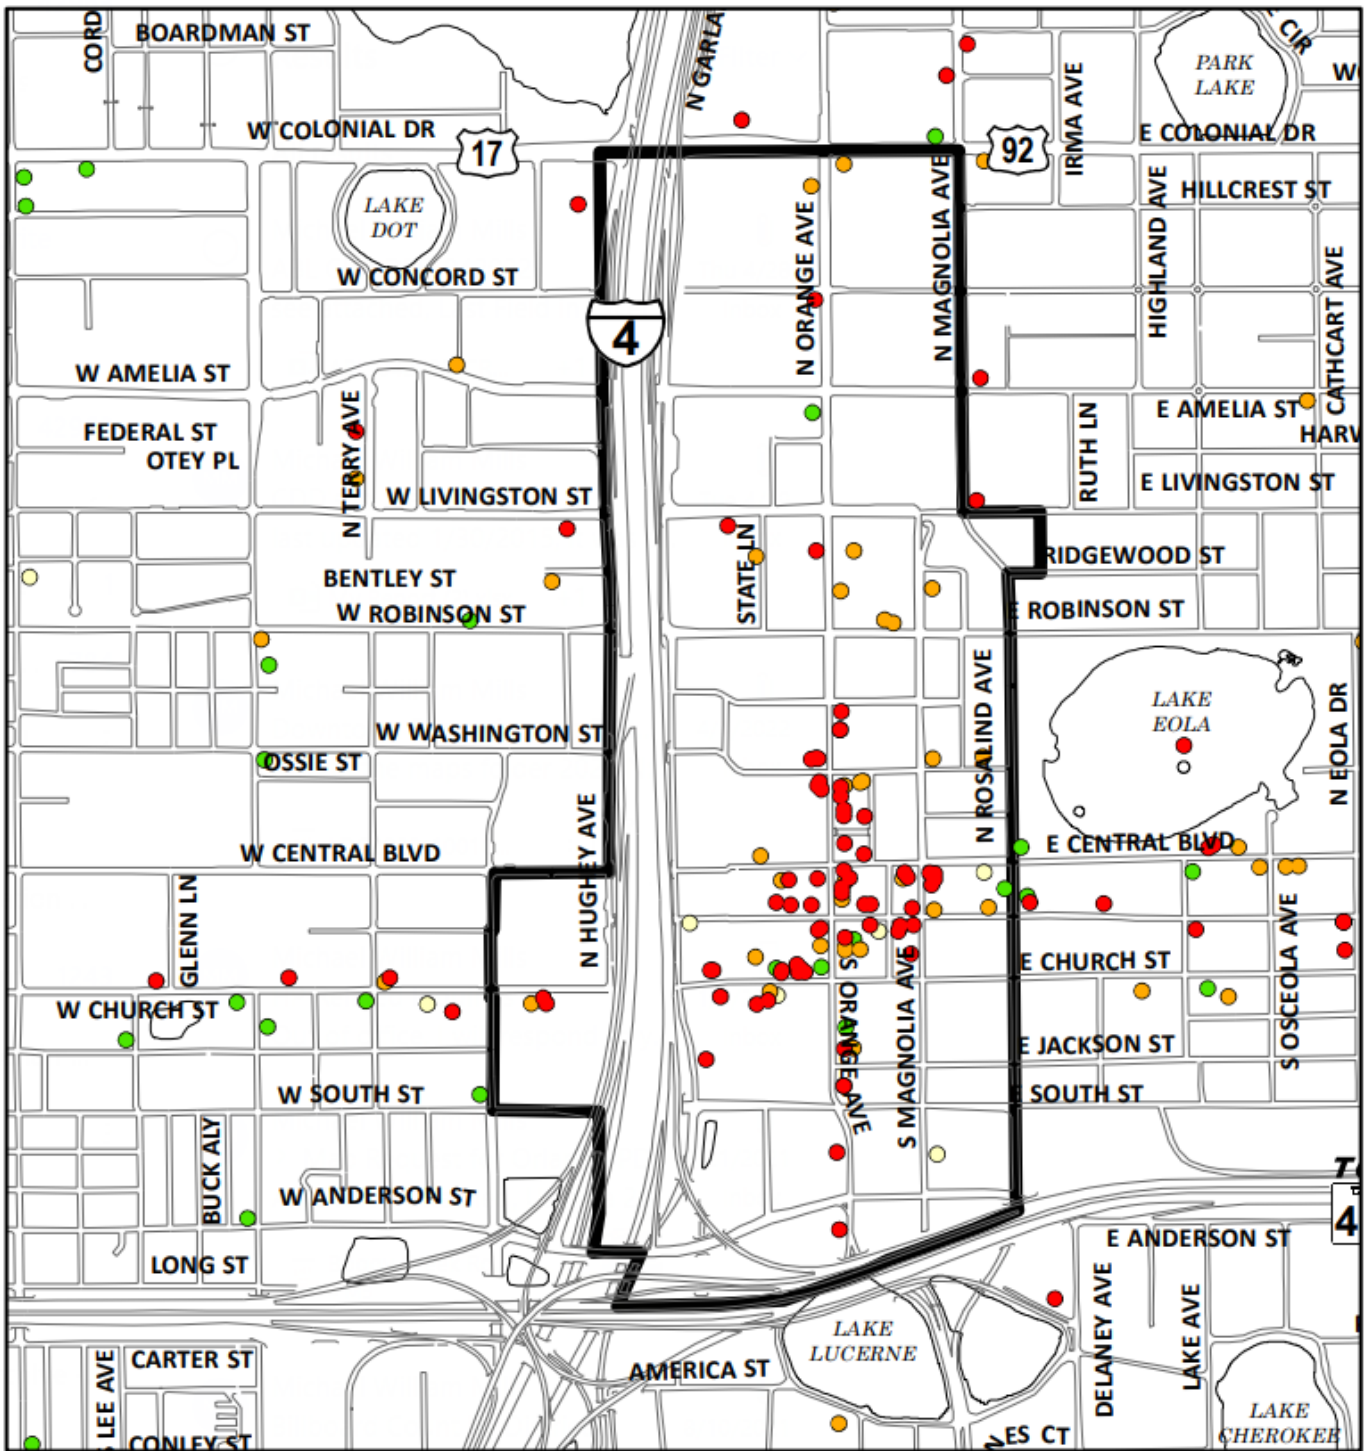 CORD
BOARDMAN ST
N GARLA
E CIR
PARK
LAKE
W COLONIAL DR
17
92
IRMA AVE
E COLONIAL DR
LAKE
DOT
HILLCREST ST
W CONCORD ST
N ORANGE AVE
N MAGNOLIA AVE
HIGHLAND AVE
CATHCART AVE
4
W AMELIA ST
E AMELIA ST
FEDERAL ST
OTEY PL
N TERRY AVE
RUTH LN
HARW
W LIVINGSTON ST
E LIVINGSTON ST
STATE LN
BENTLEY ST
RIDGEWOOD ST
W ROBINSON ST
E ROBINSON ST
N ROSALIND AVE
LAKE
EOLA
N EOLA DR
W WASHINGTON ST
OSSIE ST
N HUGHEY AVE
W CENTRAL BLVD
E CENTRAL BLVD
GLENN LN
S OSCEOLA AVE
E CHURCH ST
W CHURCH ST
S ORANGE AVE
S MAGNOLIA AVE
E JACKSON ST
W SOUTH ST
E SOUTH ST
BUCK ALY
W ANDERSON ST
4
LONG ST
E ANDERSON ST
DELANEY AVE
LAKE AVE
LAKE
LUCERNE
CARTER ST
AMERICA ST
S LEE AVE
LAKE
CHEROKEE
CONLEY ST
NES CT